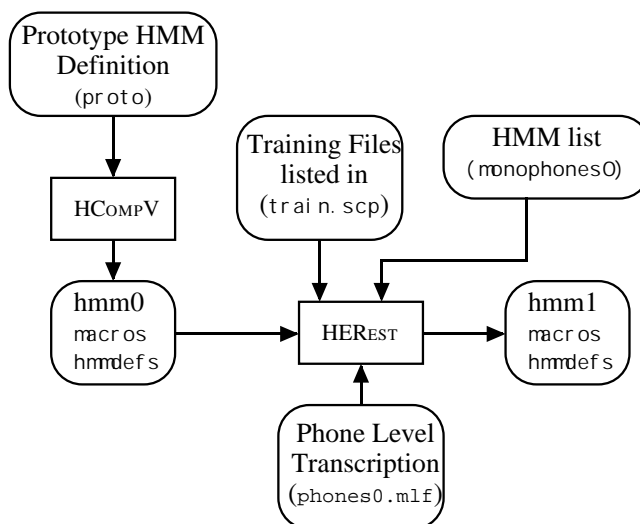 Prototype HMM
Definition
(proto)
HCOMPV
Training Files
listed in
(train.scp)
HMM list
(monophones0)
hmm0
macros
hmmdefs
HEREST
hmm1
macros
hmmdefs
Phone Level
Transcription
(phones0.mlf)